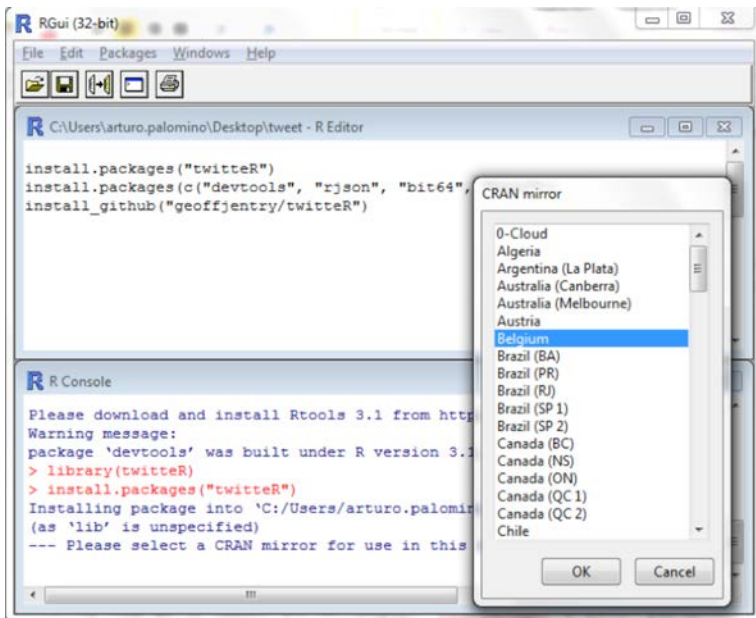 RGui (32-bit)
File Edit Packages Windows Help
C:\Users\arturo.palomino\Desktop\tweet - R Editor
install.packages("twitteR")
install.packages(c("devtools", "rjson", "bit64",
install_github("geoffjentry/twitteR")
R Console
Please download and install Rtools 3.1 from http
Warning message:
package 'devtools' was built under R version 3.1
> library(twitteR)
> install.packages("twitteR")
Installing package into 'C:/Users/arturo.palomin
(as 'lib' is unspecified)
--- Please select a CRAN mirror for use in this
CRAN mirror
0-Cloud
Algeria
Argentina (La Plata)
Australia (Canberra)
Australia (Melbourne)
Austria
Belgium
Brazil (BA)
Brazil (PR)
Brazil (RJ)
Brazil (SP 1)
Brazil (SP 2)
Canada (BC)
Canada (NS)
Canada (ON)
Canada (QC 1)
Canada (QC 2)
Chile
OK Cancel